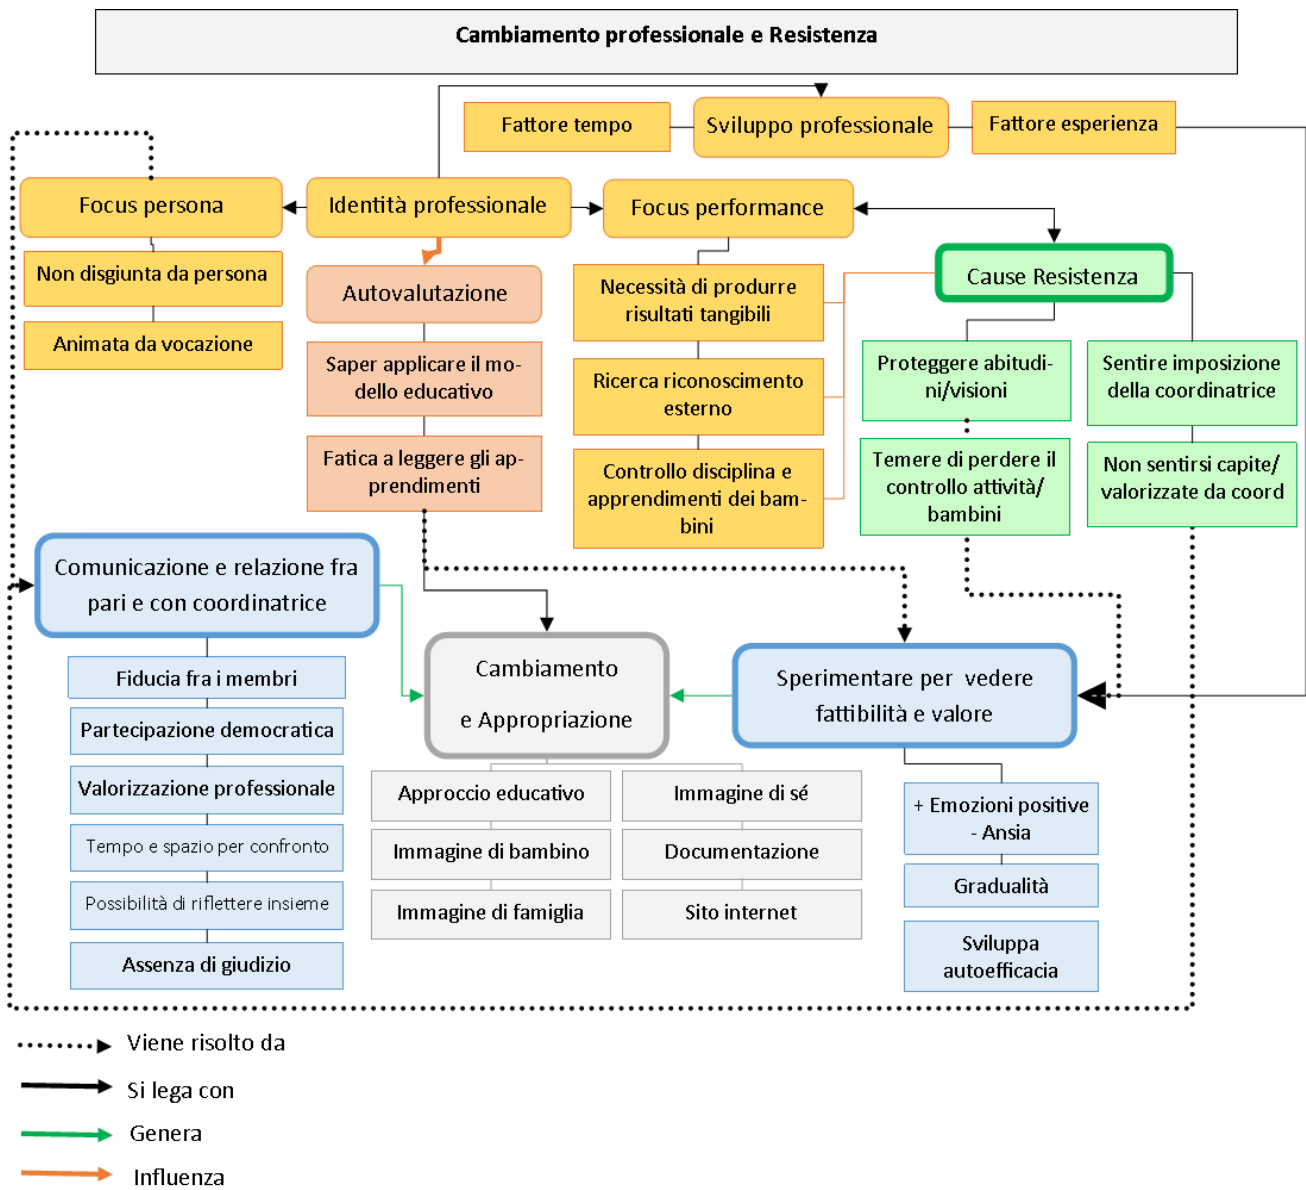 Cambiamento professionale e Resistenza
Fattore tempo
Sviluppo professionale
Fattore esperienza
Focus persona
Identità professionale
Focus performance
Non disgiunta da persona
Animata da vocazione
Autovalutazione
Saper applicare il mo-
dello educativo
Fatica a leggere gli ap-
prendimenti
Necessità di produrre
risultati tangibili
Ricerca riconoscimento
esterno
Controllo disciplina e
apprendimenti dei bam-
bini
Cause Resistenza
Proteggere abitudi-
ni/visioni
Temere di perdere il
controllo attività/
bambini
Sentire imposizione
della coordinatrice
Non sentirsi capite/
valorizzate da coord
Comunicazione e relazione fra
pari e con coordinatrice
Fiducia fra i membri
Partecipazione democratica
Valorizzazione professionale
Tempo e spazio per confronto
Possibilità di riflettere insieme
Assenza di giudizio
Cambiamento
e Appropriazione
Approccio educativo
Immagine di bambino
Immagine di famiglia
Immagine di sé
Documentazione
Sito internet
Sperimentare per vedere
fattibilità e valore
+ Emozioni positive
- Ansia
Gradualità
Sviluppa
autoefficacia
Viene risolto da
Si lega con
Genera
Influenza